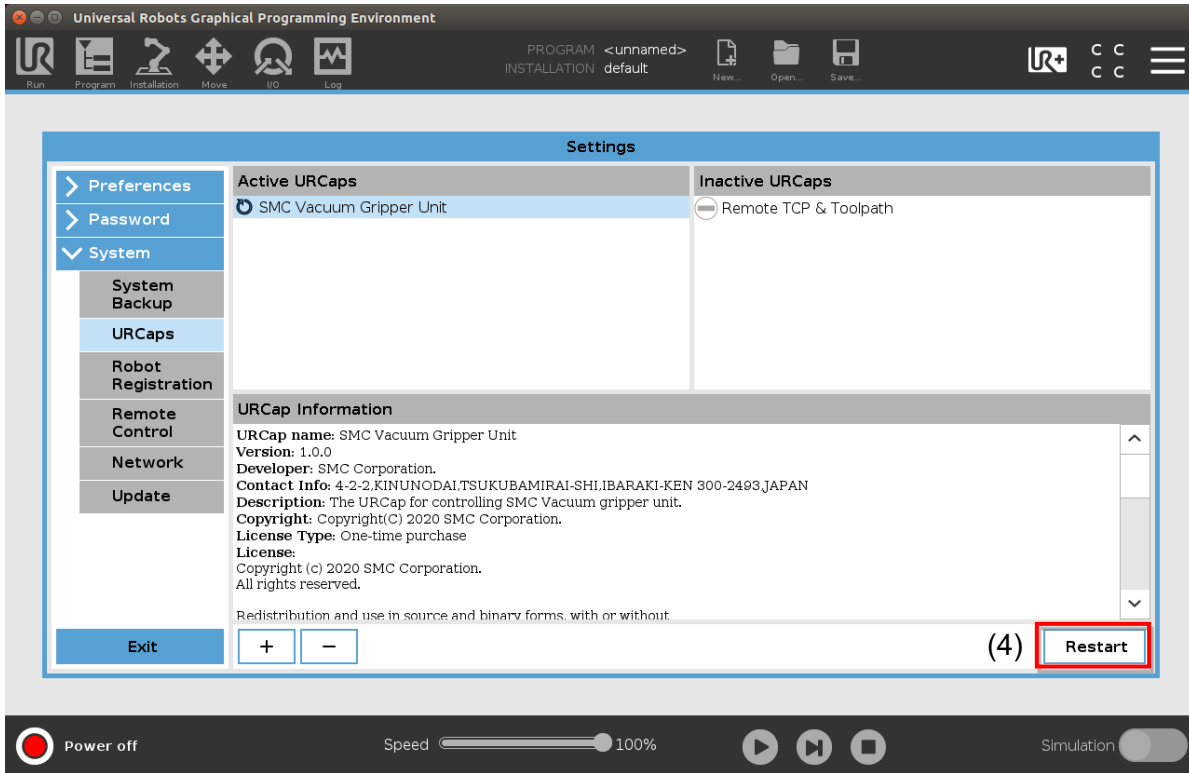 Universal Robots Graphical Programming Environment
PROGRAM <unnamed>
INSTALLATION default
Run
Program
Installation
Move
I/O
Log
New...
Open...
Save...
UR+
C C
C C
Settings
Preferences
Password
System
System
Backup
URCaps
Robot
Registration
Remote
Control
Network
Update
Exit
Active URCaps
SMC Vacuum Gripper Unit
Inactive URCaps
Remote TCP & Toolpath
URCap Information
URCap name: SMC Vacuum Gripper Unit
Version: 1.0.0
Developer: SMC Corporation.
Contact Info: 4-2-2,KINUNODAI,TSUKUBAMIRAI-SHI,IBARAKI-KEN 300-2493,JAPAN
Description: The URCap for controlling SMC Vacuum gripper unit.
Copyright: Copyright(C) 2020 SMC Corporation.
License Type: One-time purchase
License:
Copyright (c) 2020 SMC Corporation.
All rights reserved.
Redistribution and use in source and binary forms, with or without
+
−
(4)
Restart
Power off
Speed
100%
Simulation